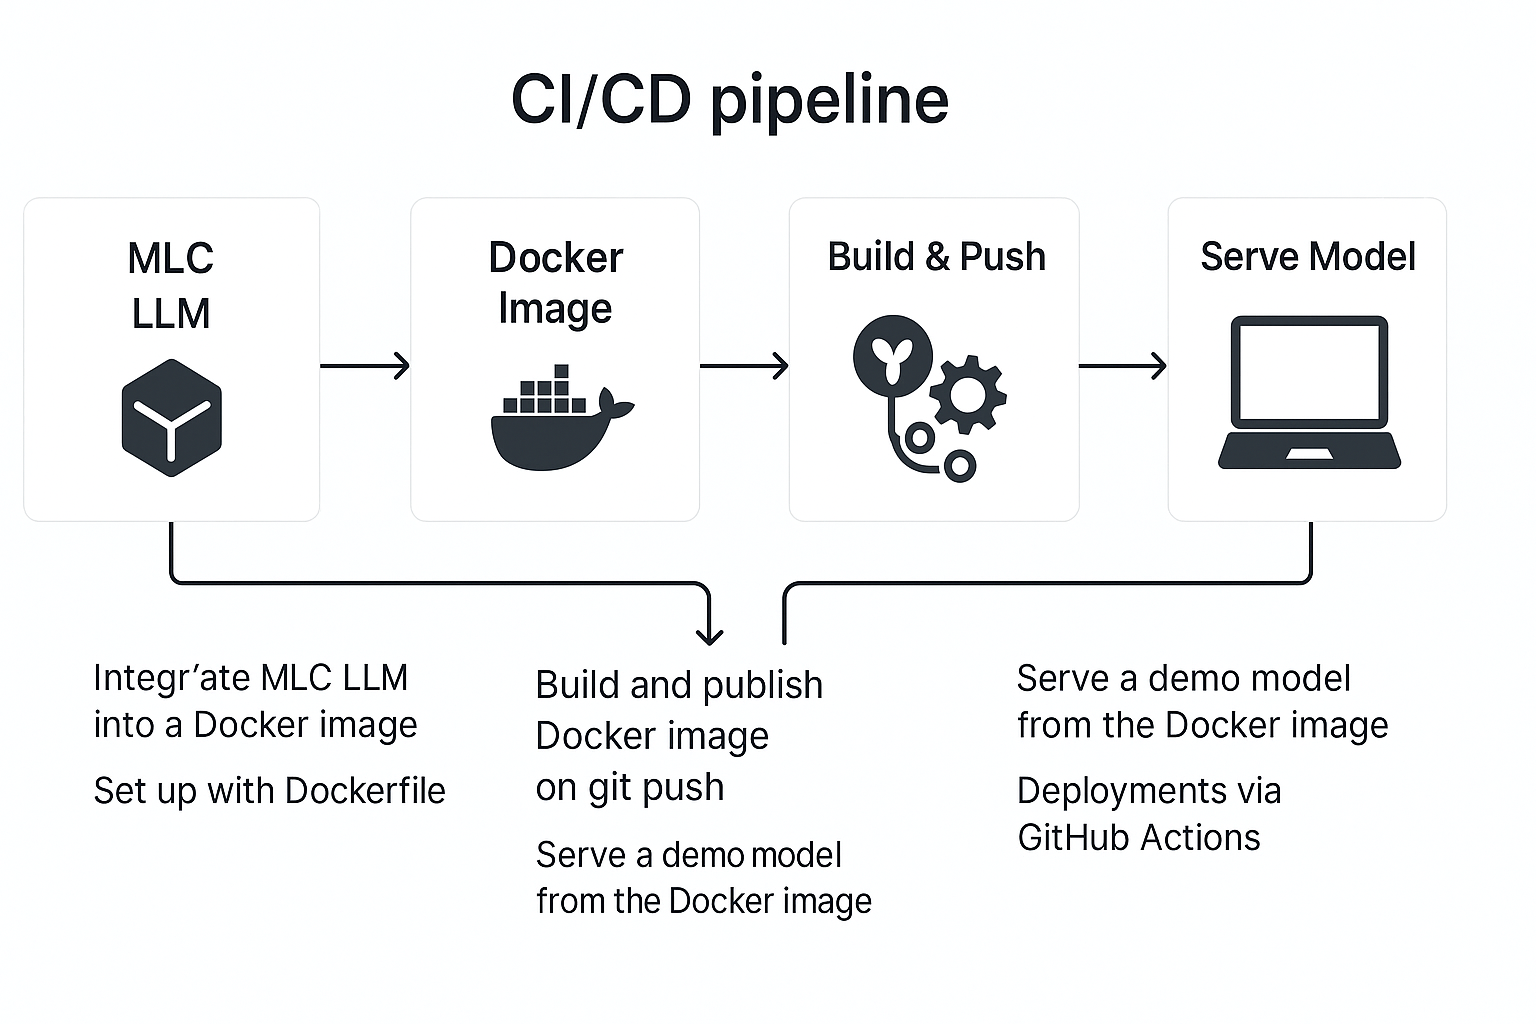 CI/CD pipeline
MLC
LLM
Docker
Image
Build & Push
Serve Model
Integr’ate MLC LLM
into a Docker image
Set up with Dockerfile
Build and publish
Docker image
on git push
Serve a demo model
from the Docker image
Serve a demo model
from the Docker image
Deployments via
GitHub Actions